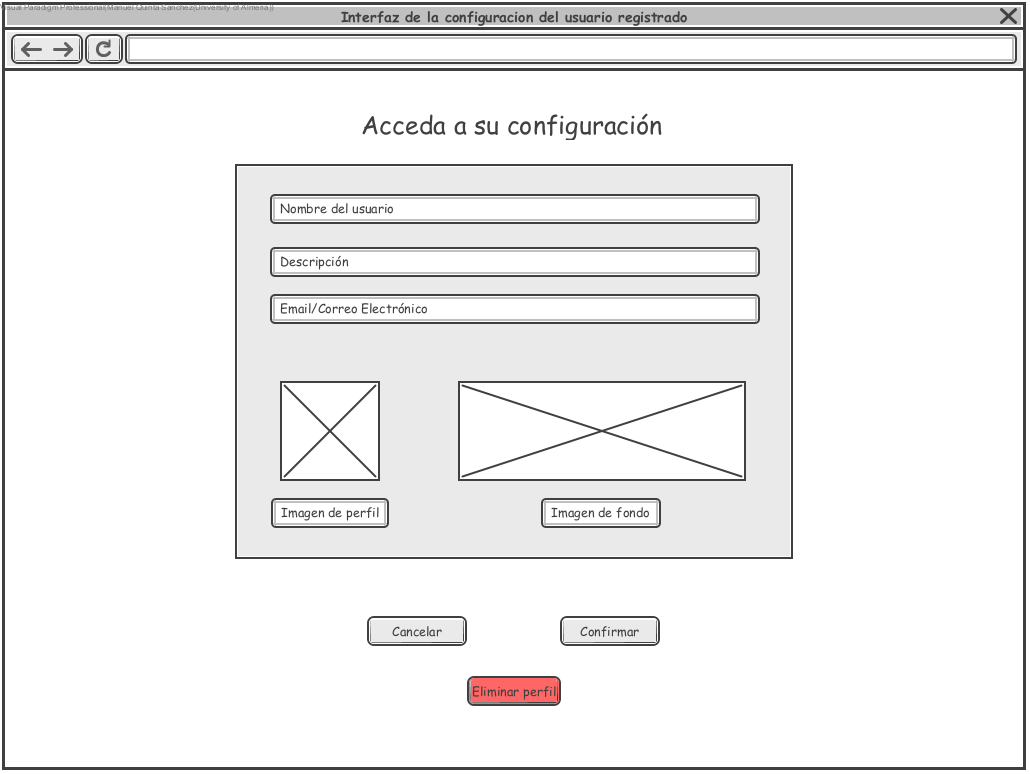 Visual Paradigm Professional(Manuel Quinta Sanchez(University of Almeria))
Interfaz de la configuracion del usuario registrado
Acceda a su configuración
Nombre del usuario
Descripción
Email/Correo Electrónico
Imagen de perfil
Imagen de fondo
Cancelar
Confirmar
Eliminar perfil